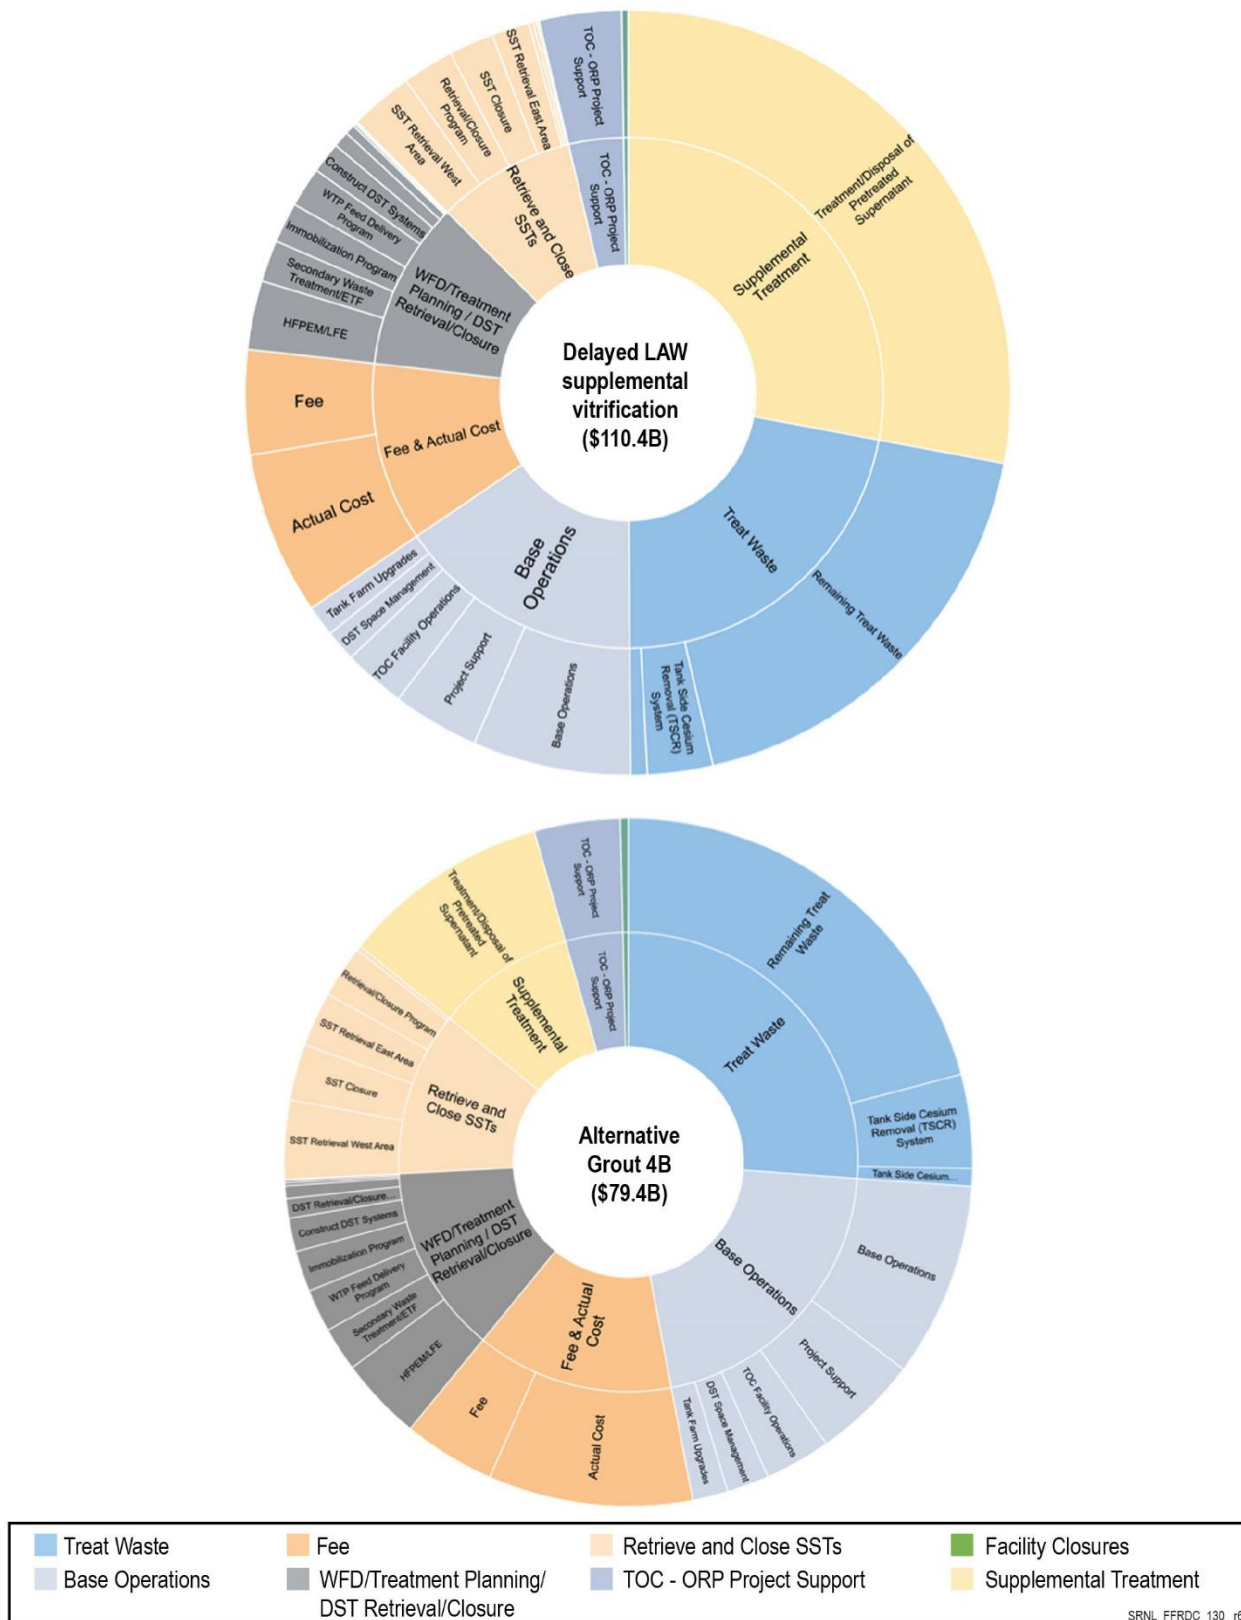 TOC - ORP Project
Support
SST Retrieval East Area
SST Closure
Retrieval/Closure
Program
SST Retrieval West
Area
Construct DST Systems
WTP Feed Delivery
Program
Immobilization Program
Secondary Waste
Treatment/ETF
HFPEM/LFE
Fee
Actual Cost
Tank Farm Upgrades
DST Space Management
TOC Facility Operations
Project Support
Base Operations
Tank Side Cesium
Removal (TSCR)
System
Remaining Treat Waste
Treatment/Disposal of
Pretreated
Supernatant
TOC - ORP Project
Support
Retrieve and Close
SSTs
WFD/Treatment
Planning / DST
Retrieval/Closure
Fee & Actual Cost
Base
Operations
Treat Waste
Supplemental
Treatment
Delayed LAW
supplemental
vitrification
($110.4B)
TOC - ORP Project
Support
Treatment/Disposal of
Pretreated
Supernatant
Retrieval/Closure Program
SST Retrieval East Area
SST Closure
SST Retrieval West Area
DST Retrieval/Closure...
Construct DST Systems
Immobilization Program
WTP Feed Delivery
Program
Secondary Waste
Treatment/ETF
HFPEM/LFE
Fee
Actual Cost
Tank Farm Upgrades
DST Space Management
TOC Facility Operations
Project Support
Base Operations
Tank Side Cesium...
Tank Side Cesium
Removal (TSCR)
System
Remaining Treat
Waste
TOC - ORP Project
Support
Supplemental
Treatment
Retrieve and
Close SSTs
WFD/Treatment
Planning / DST
Retrieval/Closure
Fee & Actual
Cost
Base Operations
Treat Waste
Alternative
Grout 4B
($79.4B)
Treat Waste
Fee
Retrieve and Close SSTs
Facility Closures
Base Operations
WFD/Treatment Planning/
DST Retrieval/Closure
TOC - ORP Project Support
Supplemental Treatment
SRNL_FFRDC_130_r6